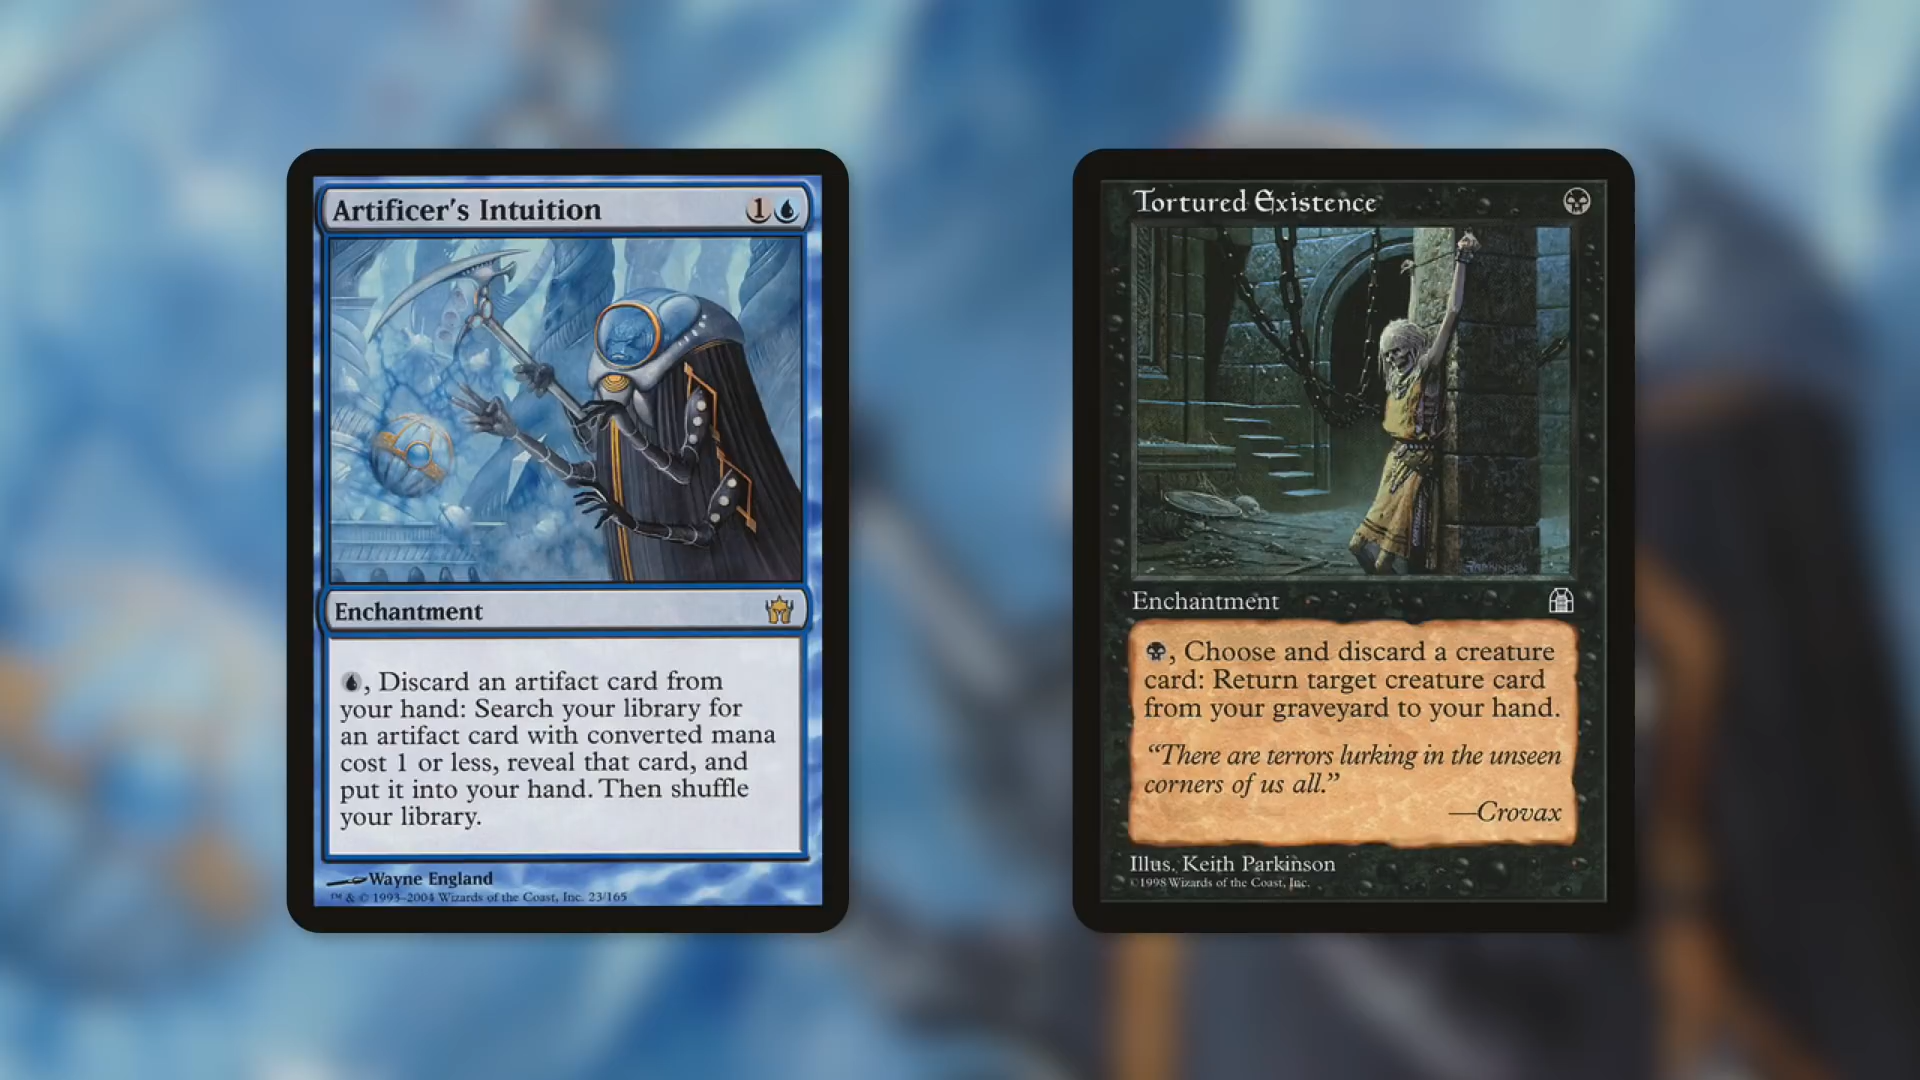 Artificer's Intuition
1
Enchantment
, Discard an artifact card from
your hand: Search your library for
an artifact card with converted mana
cost 1 or less, reveal that card, and
put it into your hand. Then shuffle
your library.
Wayne England
™ & © 1993–2004 Wizards of the Coast, Inc. 23/165
Tortured Existence
Enchantment
, Choose and discard a creature
card: Return target creature card
from your graveyard to your hand.
“There are terrors lurking in the unseen
corners of us all.”
—Crovax
Illus. Keith Parkinson
©1998 Wizards of the Coast, Inc.